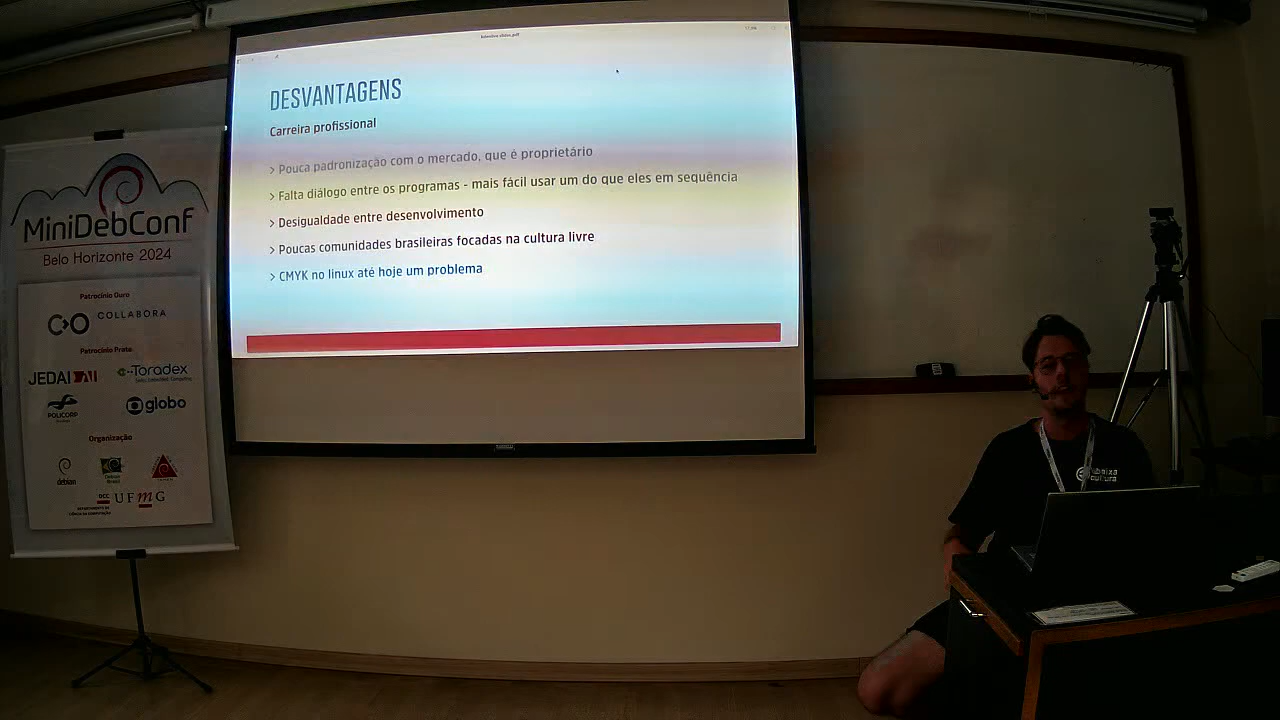 DESVANTAGENS
Carreira profissional
> Pouca padronização com o mercado, que é proprietário
> Falta diálogo entre os programas - mais fácil usar um do que eles em sequência
> Desigualdade entre desenvolvimento
> Poucas comunidades brasileiras focadas na cultura livre
> CMYK no linux até hoje um problema
MiniDebConf
Belo Horizonte 2024
Patrocínio Ouro
COLLABORA
Patrocínio Prata
JEDAI
Toradex
POLICORP
globo
Organização
debian
Debian
Brasil
DCC
UFMG
DEPARTAMENTO DE
CIÊNCIA DA COMPUTAÇÃO
baixa
cultura